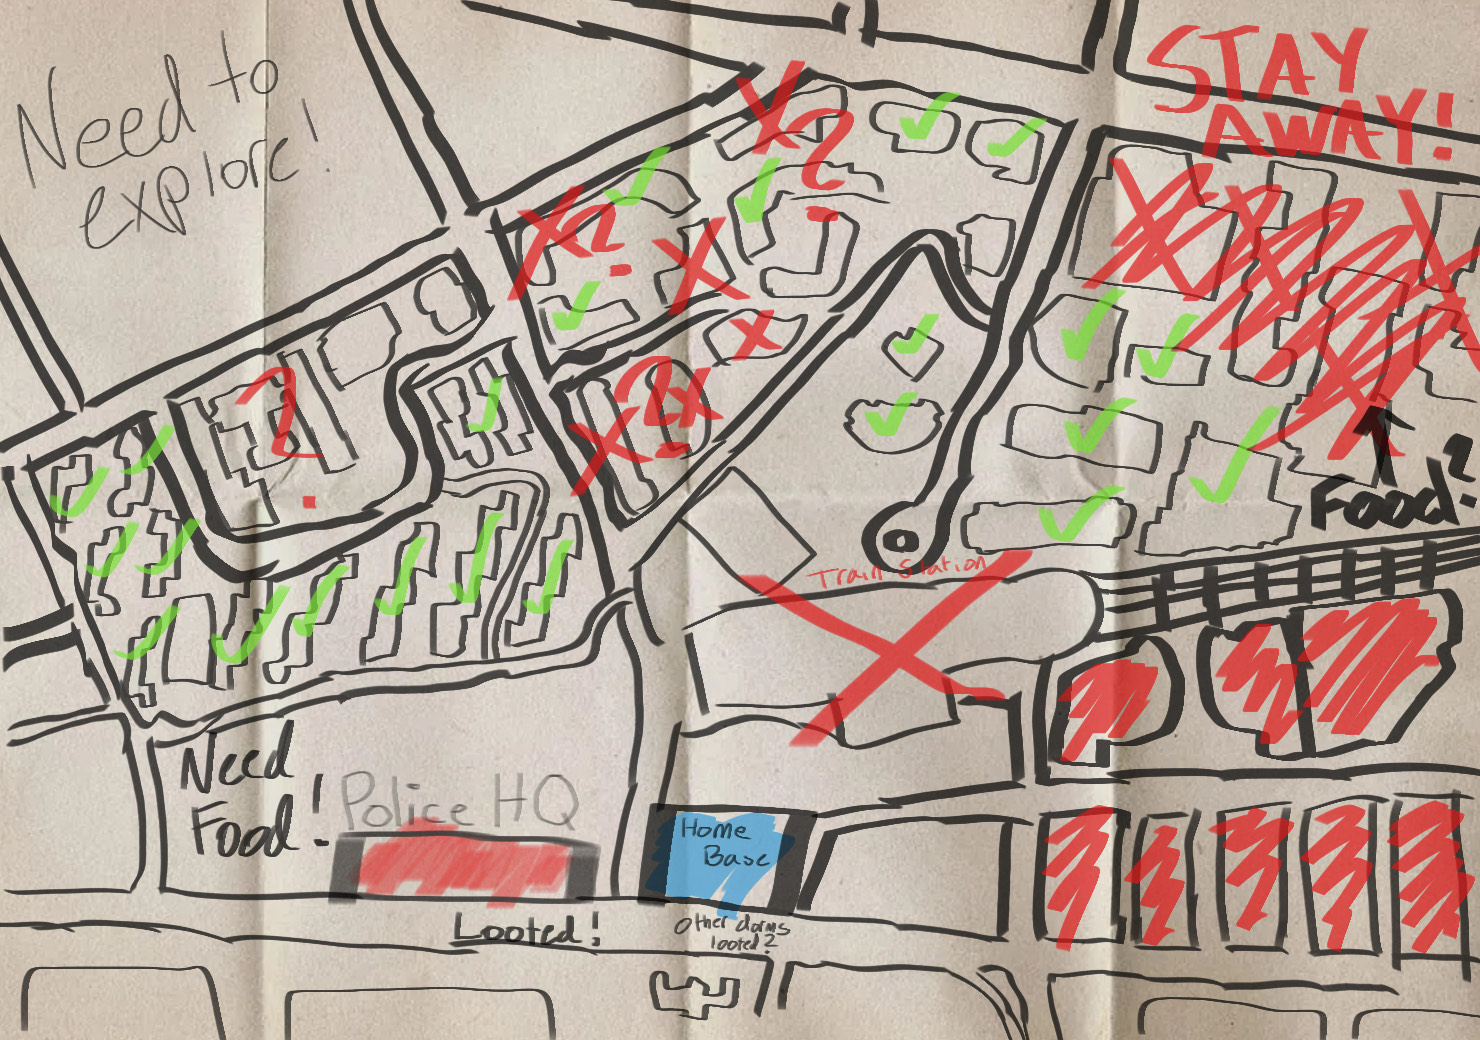 Need to
explore!
STAY
AWAY!
?
?
?
?
Food?
Train Station
Need
Food!
Police HQ
Looted!
Home
Base
Other dorms
looted?